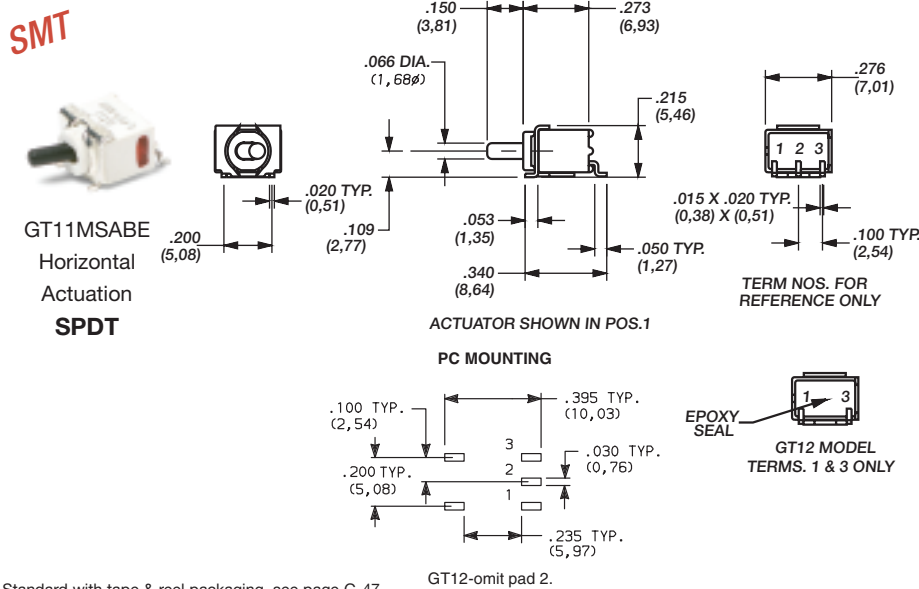 SMT
.150
(3,81)
.273
(6,93)
.066 DIA.
(1,68ø)
.215
(5,46)
.276
(7,01)
1 2 3
.020 TYP.
(0,51)
.200
(5,08)
.109
(2,77)
.053
(1,35)
.050 TYP.
(1,27)
.340
(8,64)
.015 X .020 TYP.
(0,38) X (0,51)
.100 TYP.
(2,54)
GT11MSABE
Horizontal
Actuation
SPDT
TERM NOS. FOR
REFERENCE ONLY
ACTUATOR SHOWN IN POS.1
PC MOUNTING
.395 TYP.
(10,03)
.100 TYP.
(2,54)
3
.030 TYP.
(0,76)
2
.200 TYP.
(5,08)
1
.235 TYP.
(5,97)
1 3
EPOXY
SEAL
GT12 MODEL
TERMS. 1 & 3 ONLY
GT12-omit pad 2.